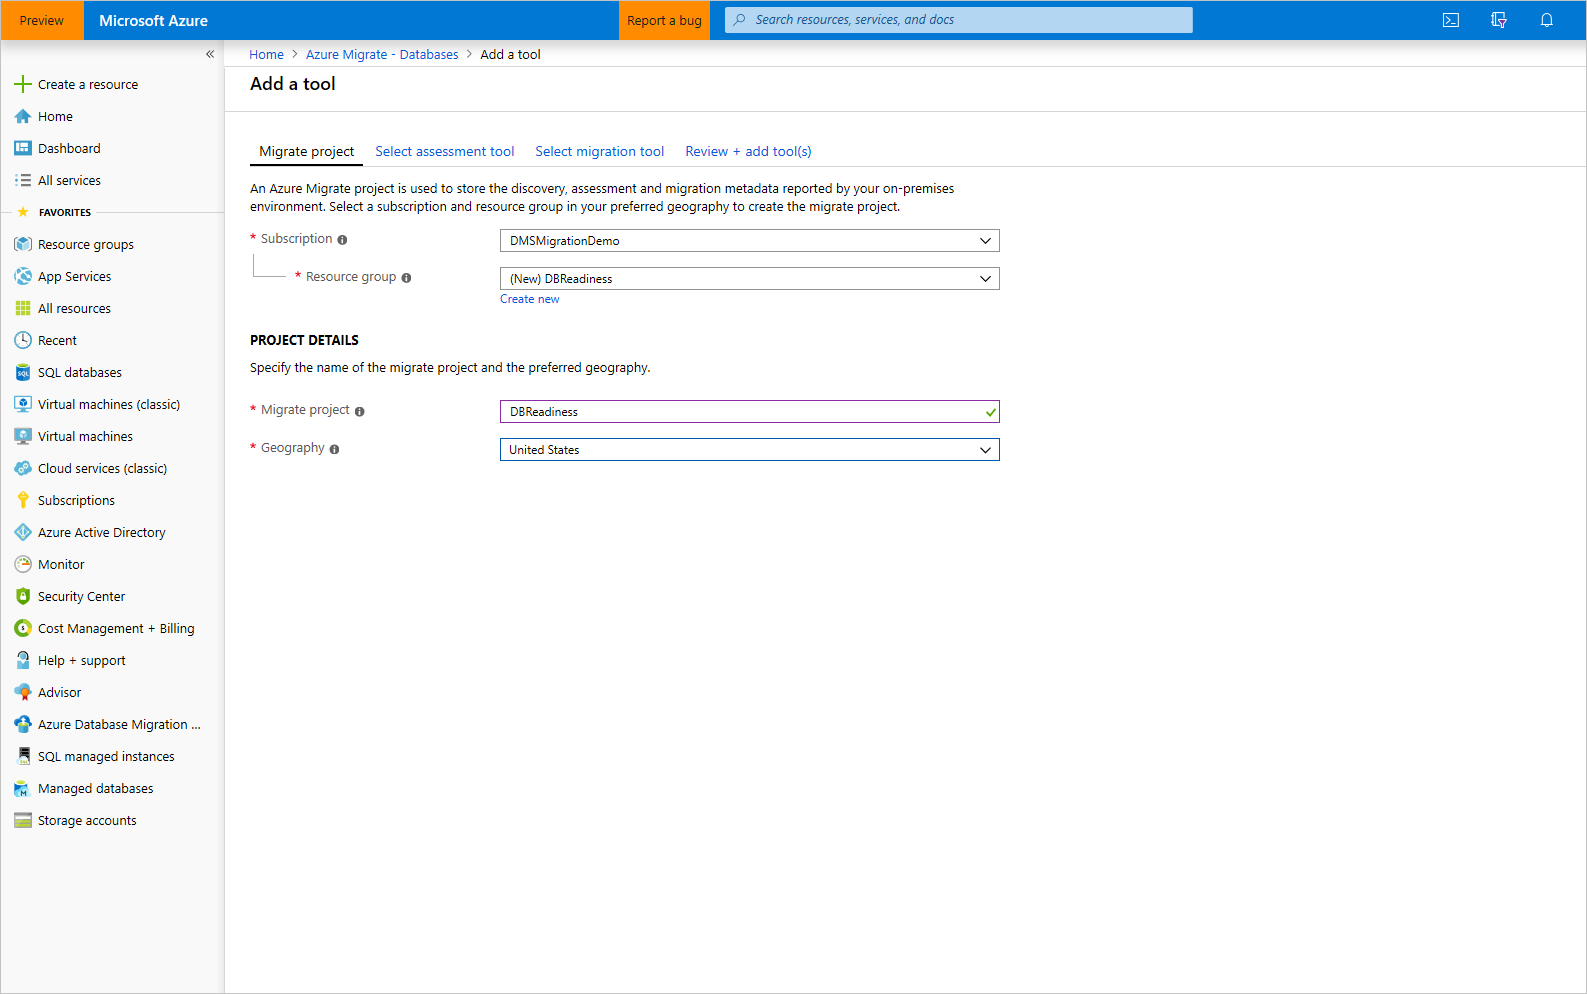 Preview
Microsoft Azure
Report a bug
Search resources, services, and docs
Home > Azure Migrate - Databases > Add a tool
Add a tool
«
Create a resource
Home
Dashboard
All services
FAVORITES
Resource groups
App Services
All resources
Recent
SQL databases
Virtual machines (classic)
Virtual machines
Cloud services (classic)
Subscriptions
Azure Active Directory
Monitor
Security Center
Cost Management + Billing
Help + support
Advisor
Azure Database Migration ...
SQL managed instances
Managed databases
Storage accounts
Migrate project
Select assessment tool
Select migration tool
Review + add tool(s)
An Azure Migrate project is used to store the discovery, assessment and migration metadata reported by your on-premises
environment. Select a subscription and resource group in your preferred geography to create the migrate project.
* Subscription
DMSMigrationDemo
* Resource group
(New) DBReadiness
Create new
PROJECT DETAILS
Specify the name of the migrate project and the preferred geography.
* Migrate project
DBReadiness
* Geography
United States